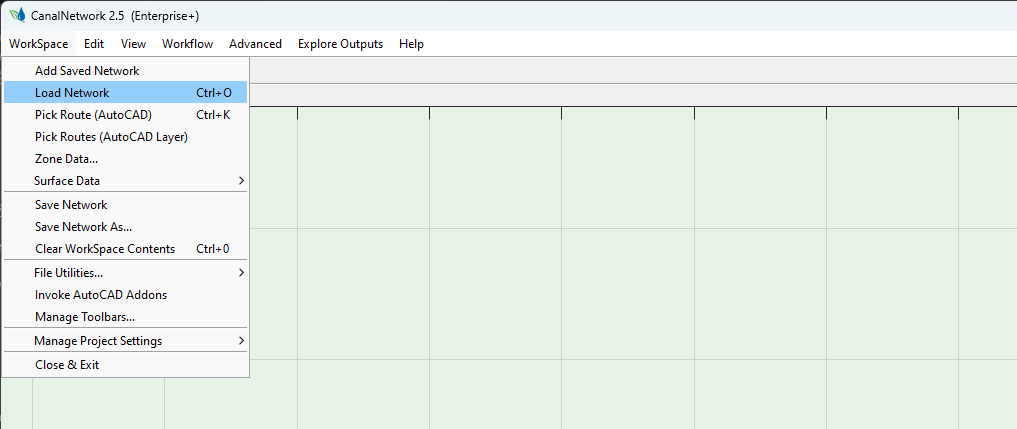 CanalNetwork 2.5 (Enterprise+)
WorkSpace Edit View Workflow Advanced Explore Outputs Help
Add Saved Network
Load Network Ctrl+O
Pick Route (AutoCAD) Ctrl+K
Pick Routes (AutoCAD Layer)
Zone Data...
Surface Data
Save Network
Save Network As...
Clear WorkSpace Contents Ctrl+0
File Utilities...
Invoke AutoCAD Addons
Manage Toolbars...
Manage Project Settings
Close & Exit